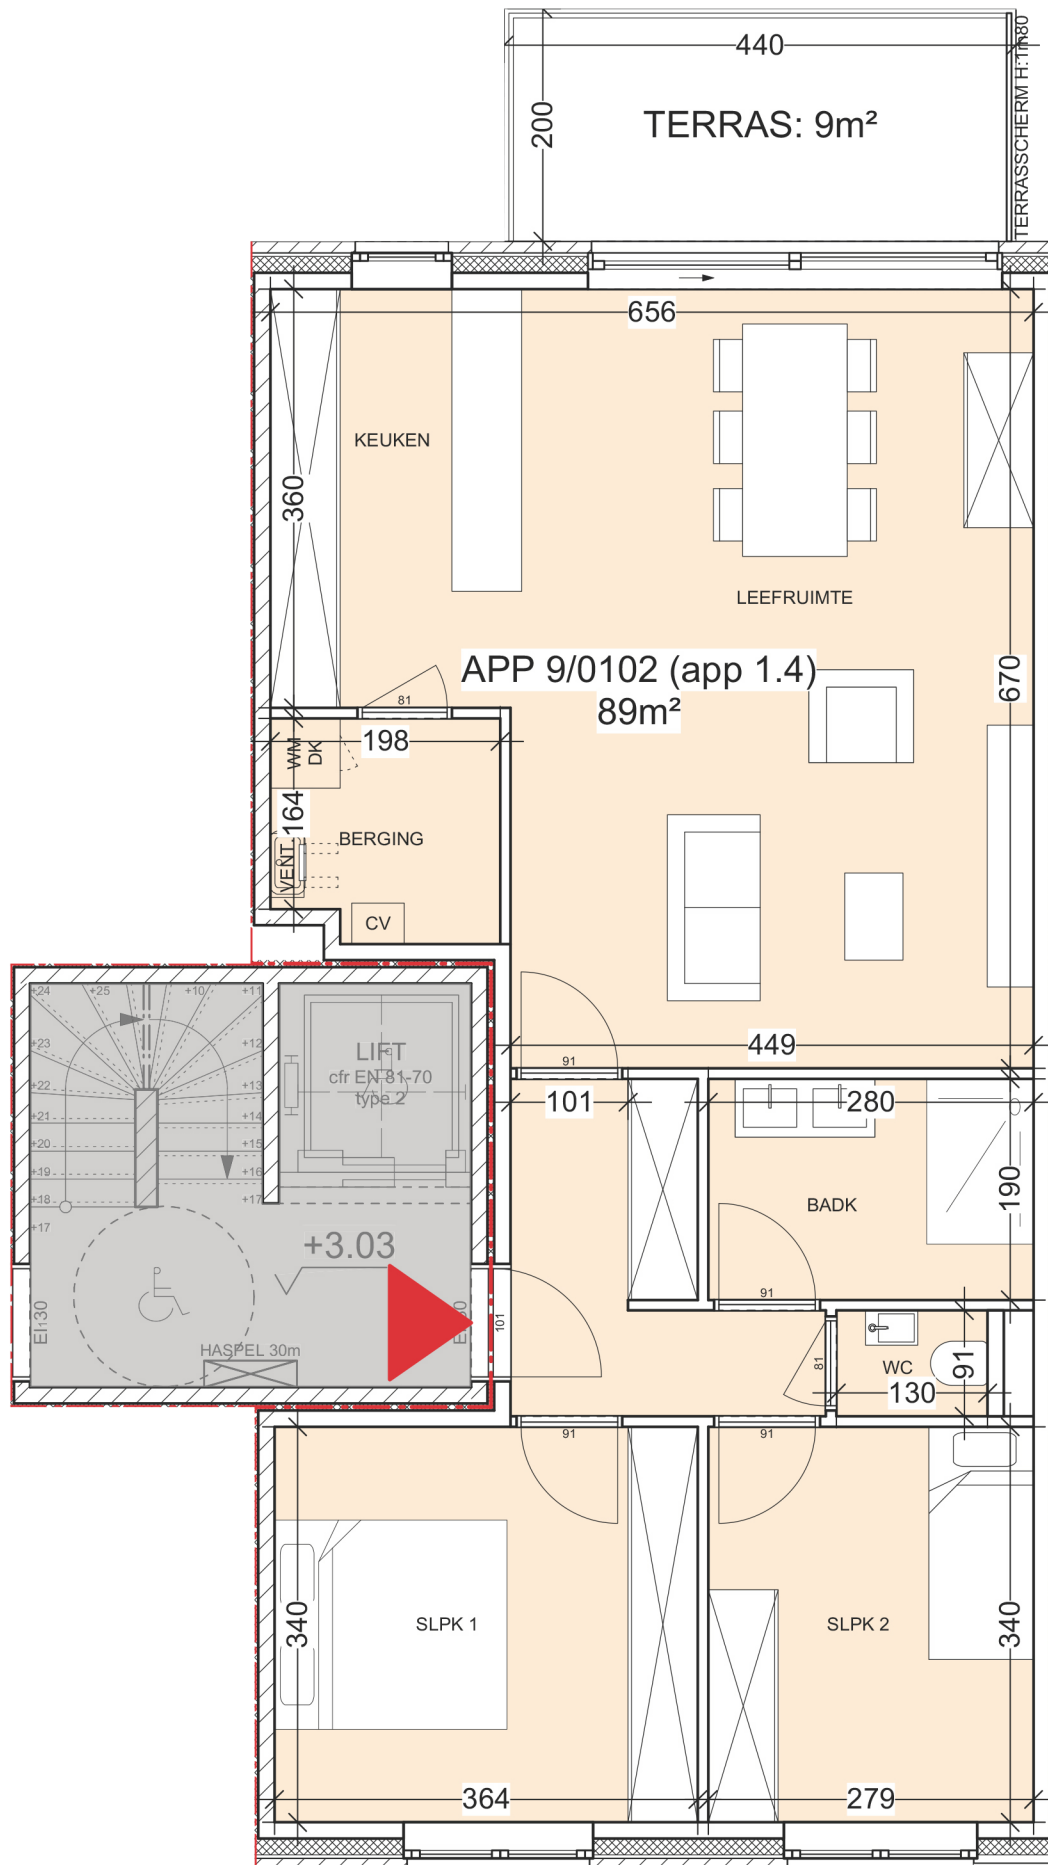 440
TERRASSCHERM H:1m80
200
TERRAS: 9m²
656
KEUKEN
360
LEEFRUIMTE
APP 9/0102 (app 1.4)
89m²
670
81
198
WM
DK
164
BERGING
VENT.
CV
449
91
+24
+25
+10
+11
+23
+12
+22
+13
+21
+14
+20
+15
+19
+16
+18
+17
+17
LIFT
cfr EN 81-70
type 2
101
280
190
BADK
91
+3.03
EI130
101
HASPEL 30m
81
WC
91
130
91
91
340
SLPK 1
SLPK 2
340
364
279